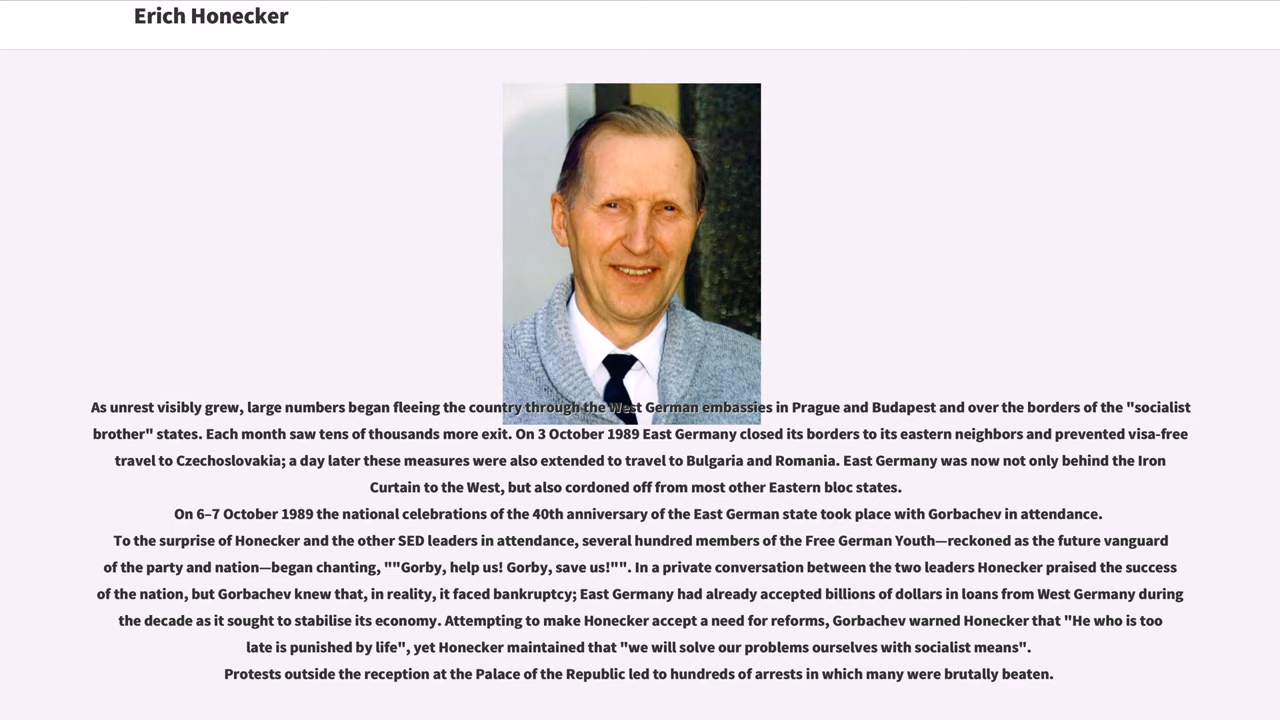 Erich Honecker
As unrest visibly grew, large numbers began fleeing the country through the West German embassies in Prague and Budapest and over the borders of the "socialist
brother" states. Each month saw tens of thousands more exit. On 3 October 1989 East Germany closed its borders to its eastern neighbors and prevented visa-free
travel to Czechoslovakia; a day later these measures were also extended to travel to Bulgaria and Romania. East Germany was now not only behind the Iron
Curtain to the West, but also cordoned off from most other Eastern bloc states.
On 6–7 October 1989 the national celebrations of the 40th anniversary of the East German state took place with Gorbachev in attendance.
To the surprise of Honecker and the other SED leaders in attendance, several hundred members of the Free German Youth—reckoned as the future vanguard
of the party and nation—began chanting, ""Gorby, help us! Gorby, save us!"". In a private conversation between the two leaders Honecker praised the success
of the nation, but Gorbachev knew that, in reality, it faced bankruptcy; East Germany had already accepted billions of dollars in loans from West Germany during
the decade as it sought to stabilise its economy. Attempting to make Honecker accept a need for reforms, Gorbachev warned Honecker that "He who is too
late is punished by life", yet Honecker maintained that "we will solve our problems ourselves with socialist means".
Protests outside the reception at the Palace of the Republic led to hundreds of arrests in which many were brutally beaten.